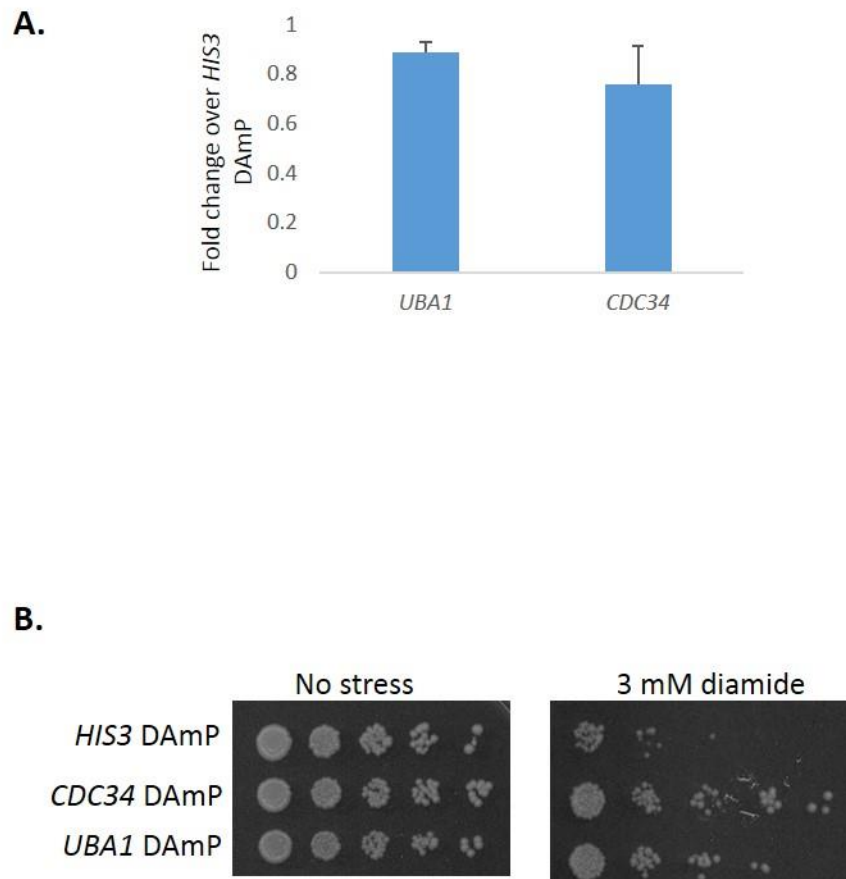 A.
Fold change over HIS3
DAmP
1
0.8
0.6
0.4
0.2
0
UBA1
CDC34
B.
No stress
3 mM diamide
HIS3 DAmP
CDC34 DAmP
UBA1 DAmP